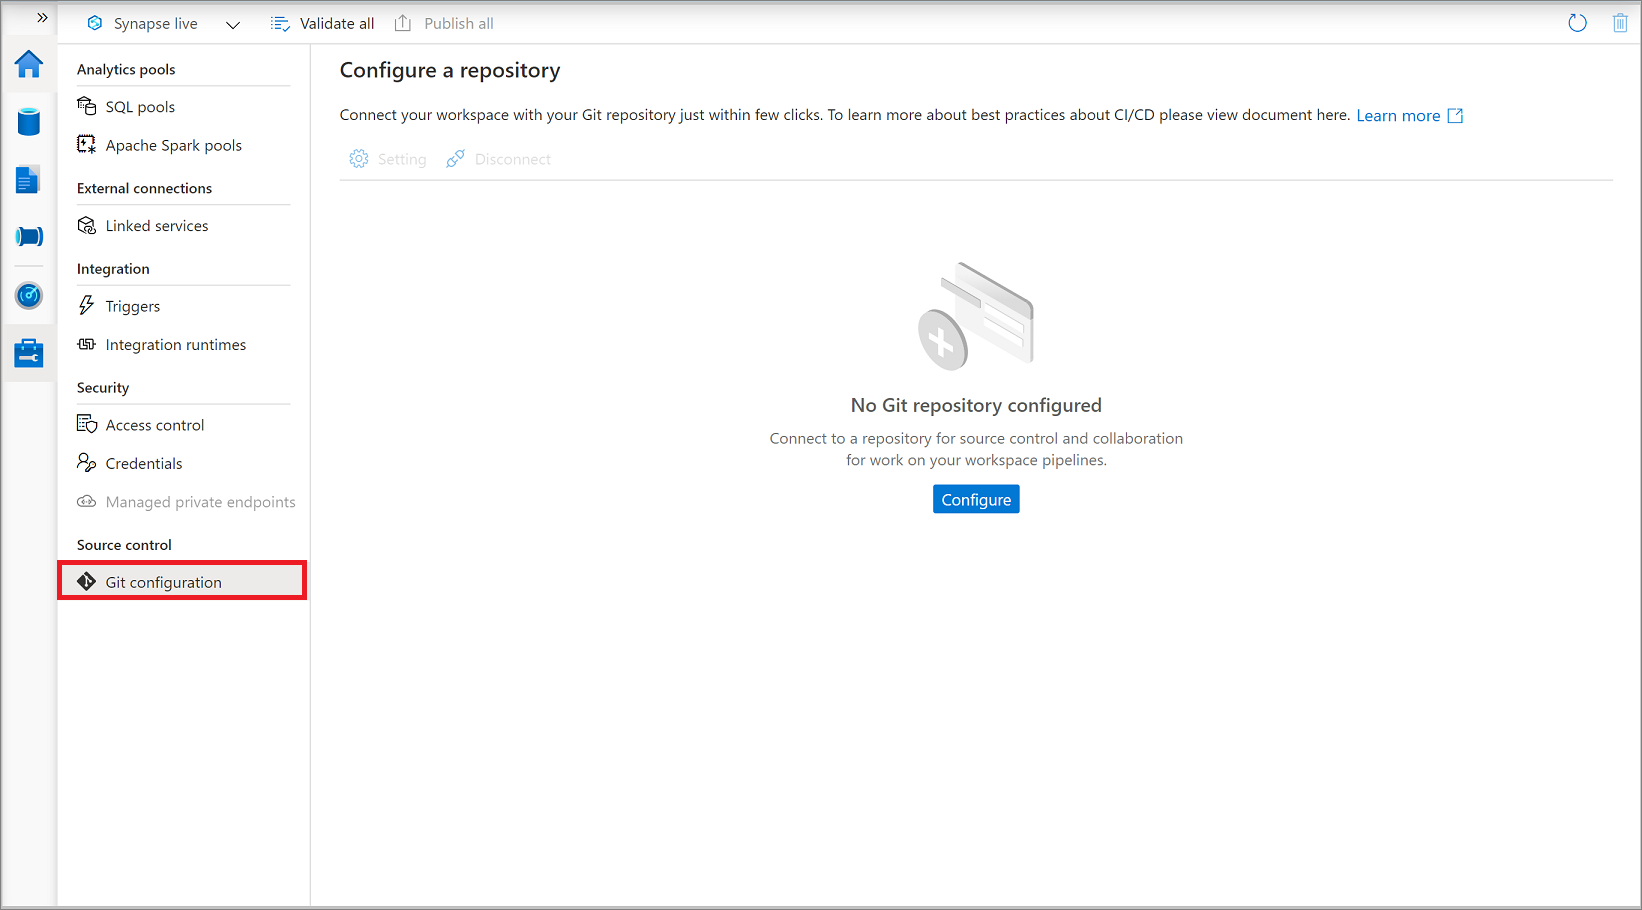 Synapse live
Validate all
Publish all
Analytics pools
SQL pools
Apache Spark pools
External connections
Linked services
Integration
Triggers
Integration runtimes
Security
Access control
Credentials
Managed private endpoints
Source control
Git configuration
Configure a repository
Connect your workspace with your Git repository just within few clicks. To learn more about best practices about CI/CD please view document here. Learn more
Setting
Disconnect
No Git repository configured
Connect to a repository for source control and collaboration
for work on your workspace pipelines.
Configure